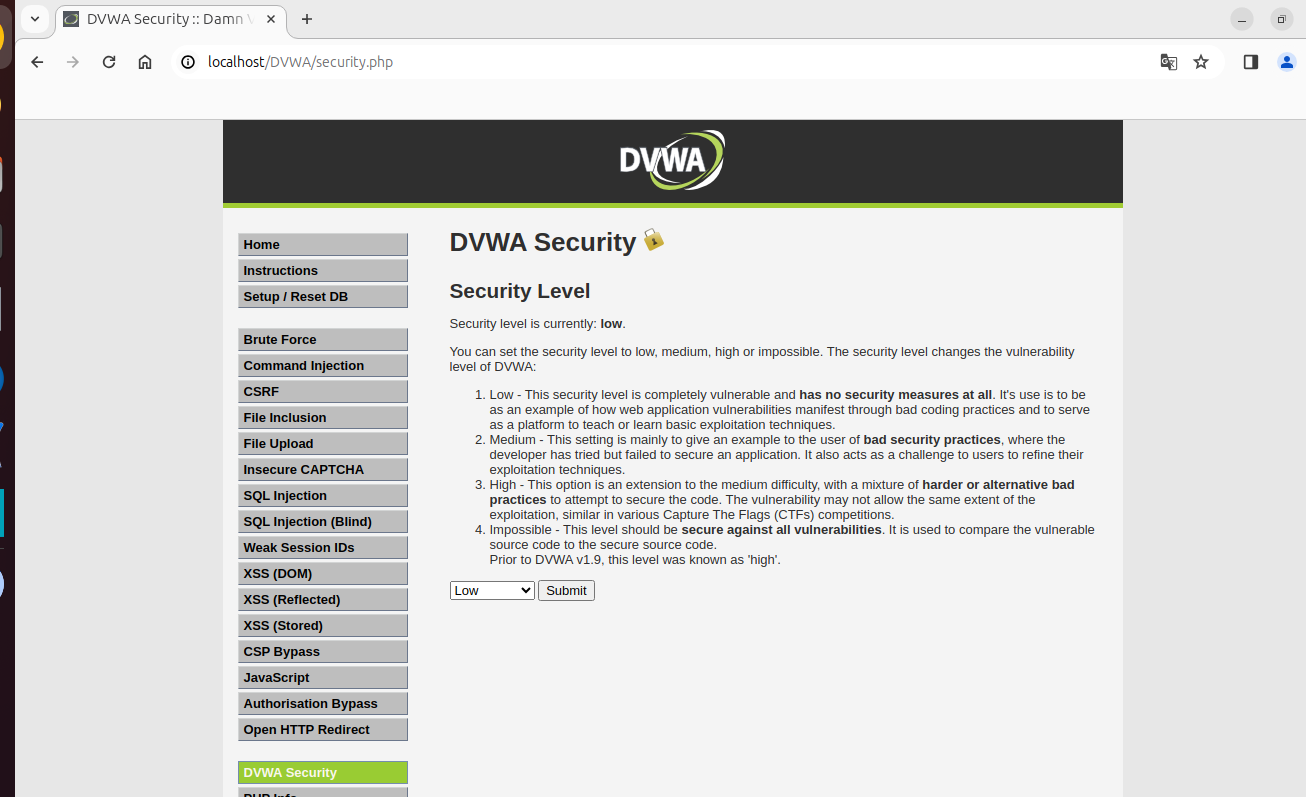 DVWA Security :: Damn V
localhost/DVWA/security.php
DVWA
Home
Instructions
Setup / Reset DB
Brute Force
Command Injection
CSRF
File Inclusion
File Upload
Insecure CAPTCHA
SQL Injection
SQL Injection (Blind)
Weak Session IDs
XSS (DOM)
XSS (Reflected)
XSS (Stored)
CSP Bypass
JavaScript
Authorisation Bypass
Open HTTP Redirect
DVWA Security
PHP Info
DVWA Security
Security Level
Security level is currently: low.
You can set the security level to low, medium, high or impossible. The security level changes the vulnerability
level of DVWA:
1. Low - This security level is completely vulnerable and has no security measures at all. It's use is to be
as an example of how web application vulnerabilities manifest through bad coding practices and to serve
as a platform to teach or learn basic exploitation techniques.
2. Medium - This setting is mainly to give an example to the user of bad security practices, where the
developer has tried but failed to secure an application. It also acts as a challenge to users to refine their
exploitation techniques.
3. High - This option is an extension to the medium difficulty, with a mixture of harder or alternative bad
practices to attempt to secure the code. The vulnerability may not allow the same extent of the
exploitation, similar in various Capture The Flags (CTFs) competitions.
4. Impossible - This level should be secure against all vulnerabilities. It is used to compare the vulnerable
source code to the secure source code.
Prior to DVWA v1.9, this level was known as 'high'.
Low
Submit